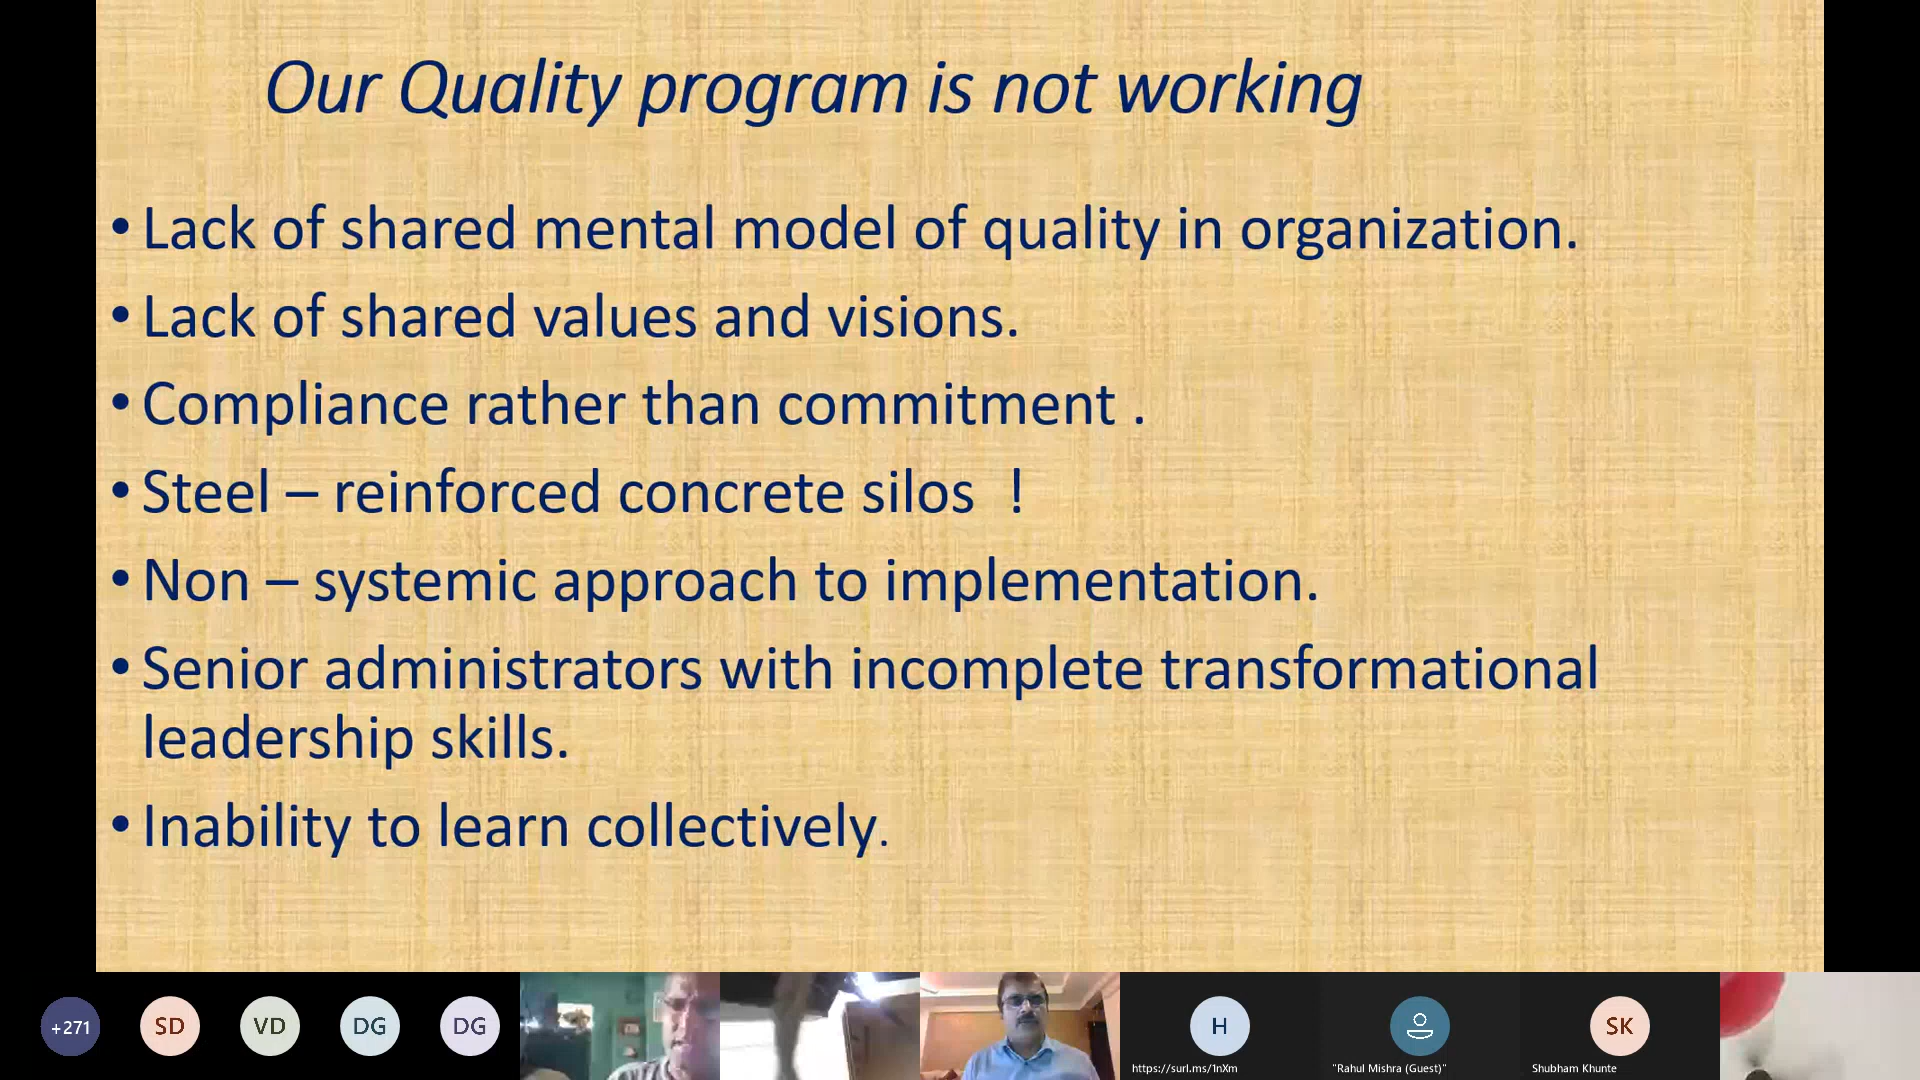 Our Quality program is not working
• Lack of shared mental model of quality in organization.
• Lack of shared values and visions.
• Compliance rather than commitment .
• Steel – reinforced concrete silos !
• Non – systemic approach to implementation.
• Senior administrators with incomplete transformational
leadership skills.
• Inability to learn collectively.
+271
SD
VD
DG
DG
H
SK
https://surl.ms/1nXm
"Rahul Mishra (Guest)"
Shubham Khunte